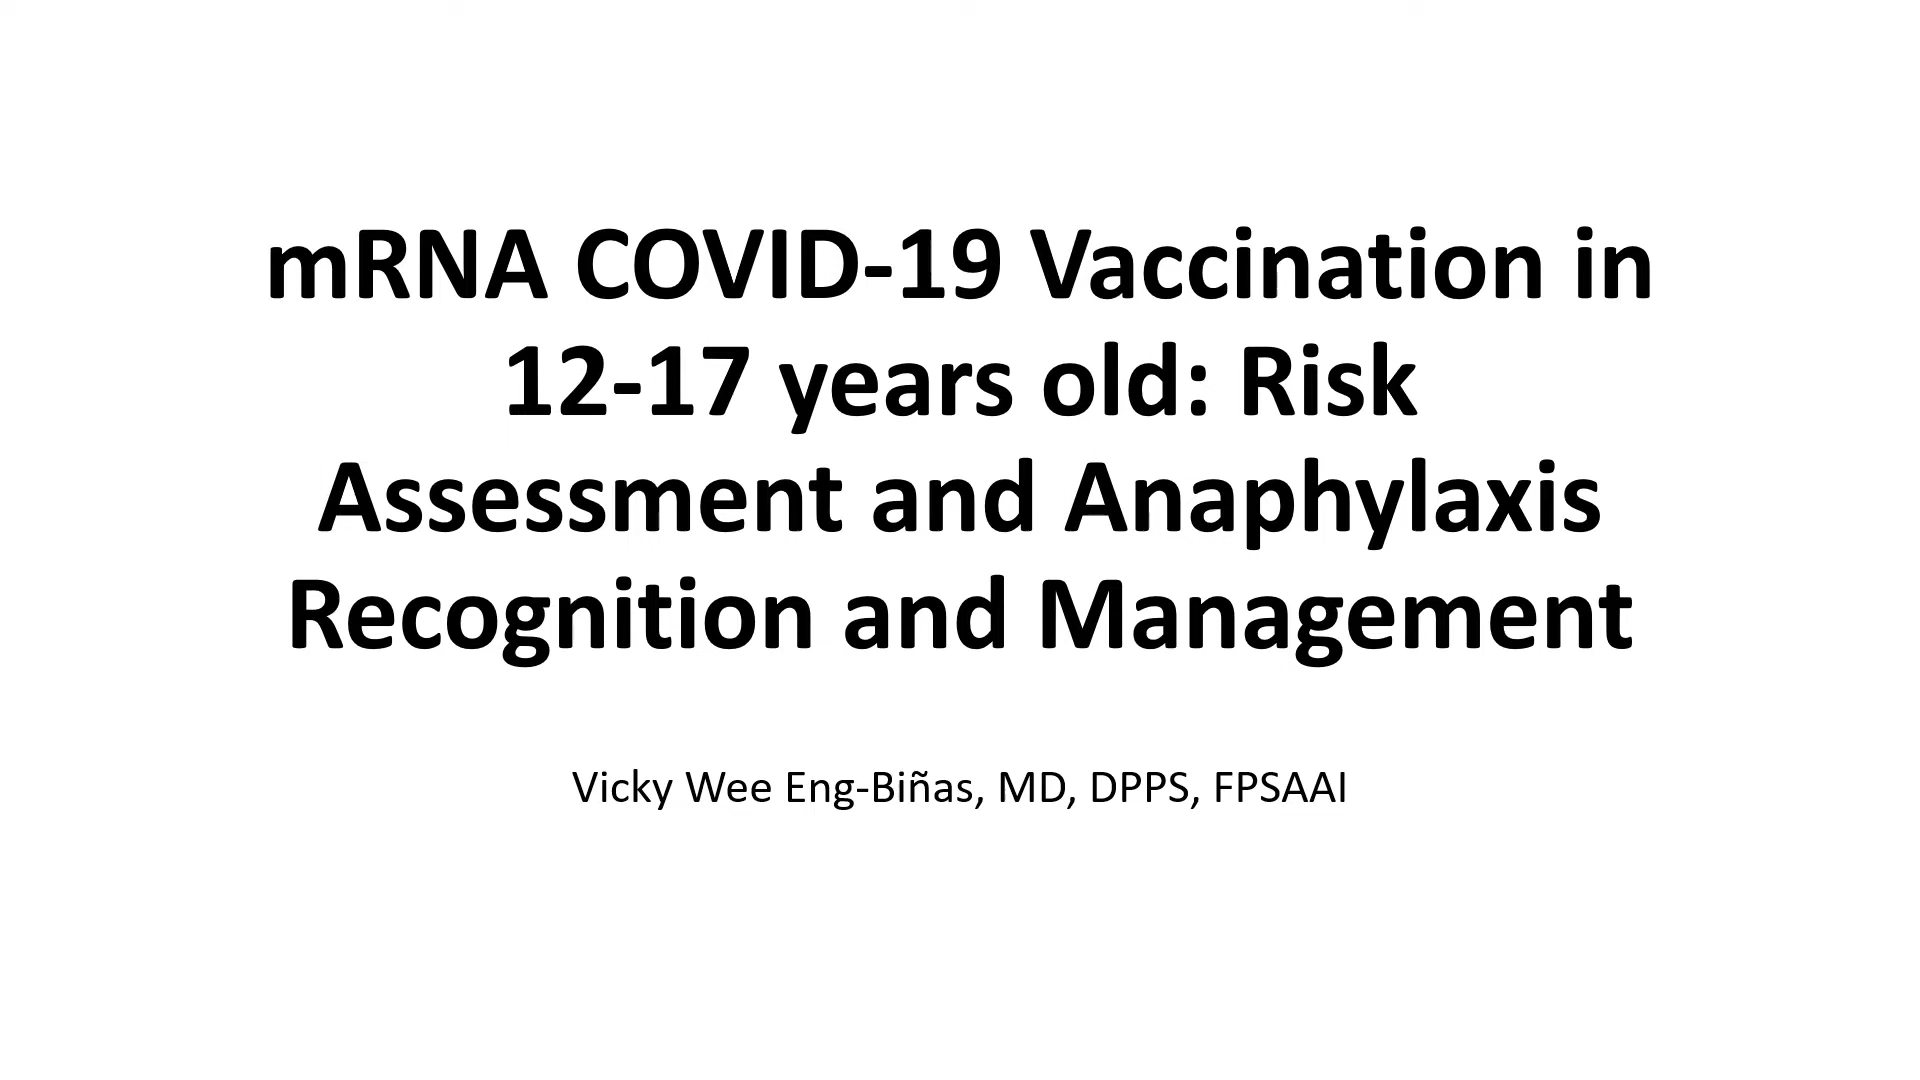 mRNA COVID-19 Vaccination in
12-17 years old: Risk
Assessment and Anaphylaxis
Recognition and Management
Vicky Wee Eng-Biñas, MD, DPPS, FPSAAI